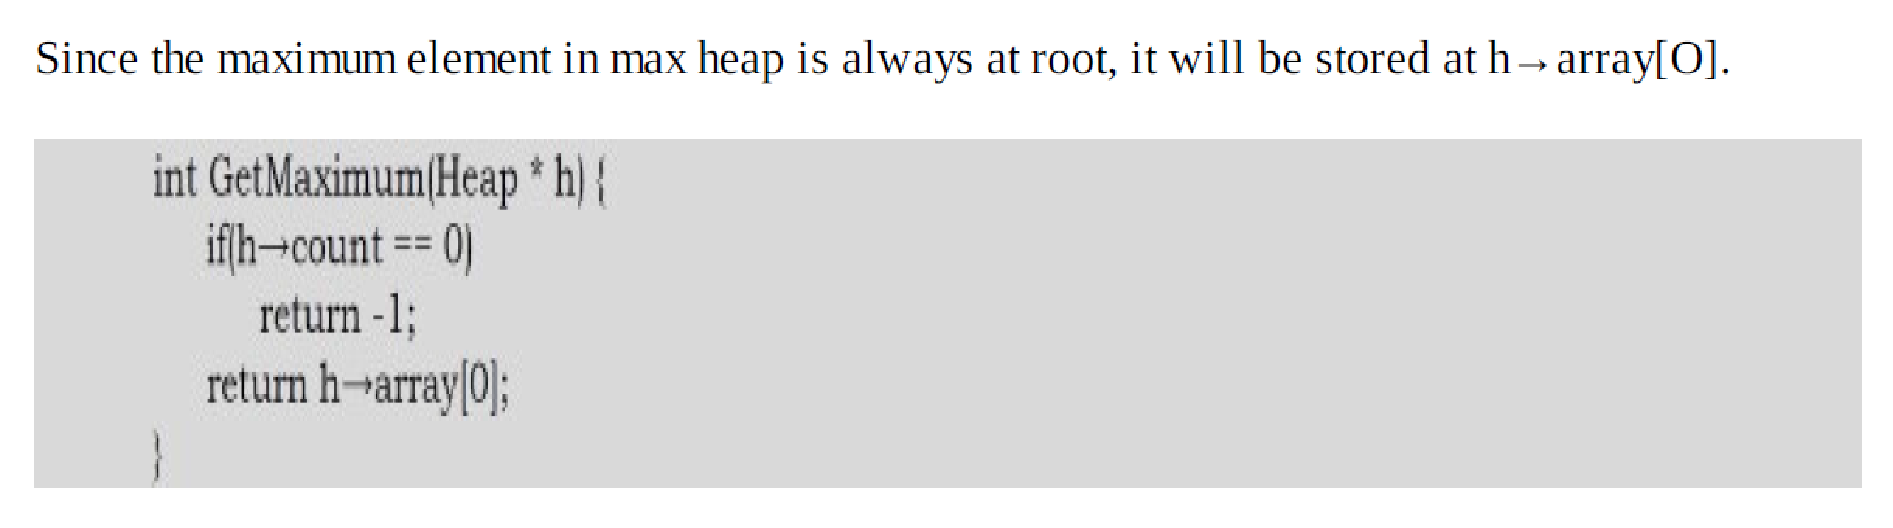 Since the maximum element in max heap is always at root, it will be stored at h→array[O].
int GetMaximum(Heap * h) {
if(h→count == 0)
return -1;
return h→array[0];
}